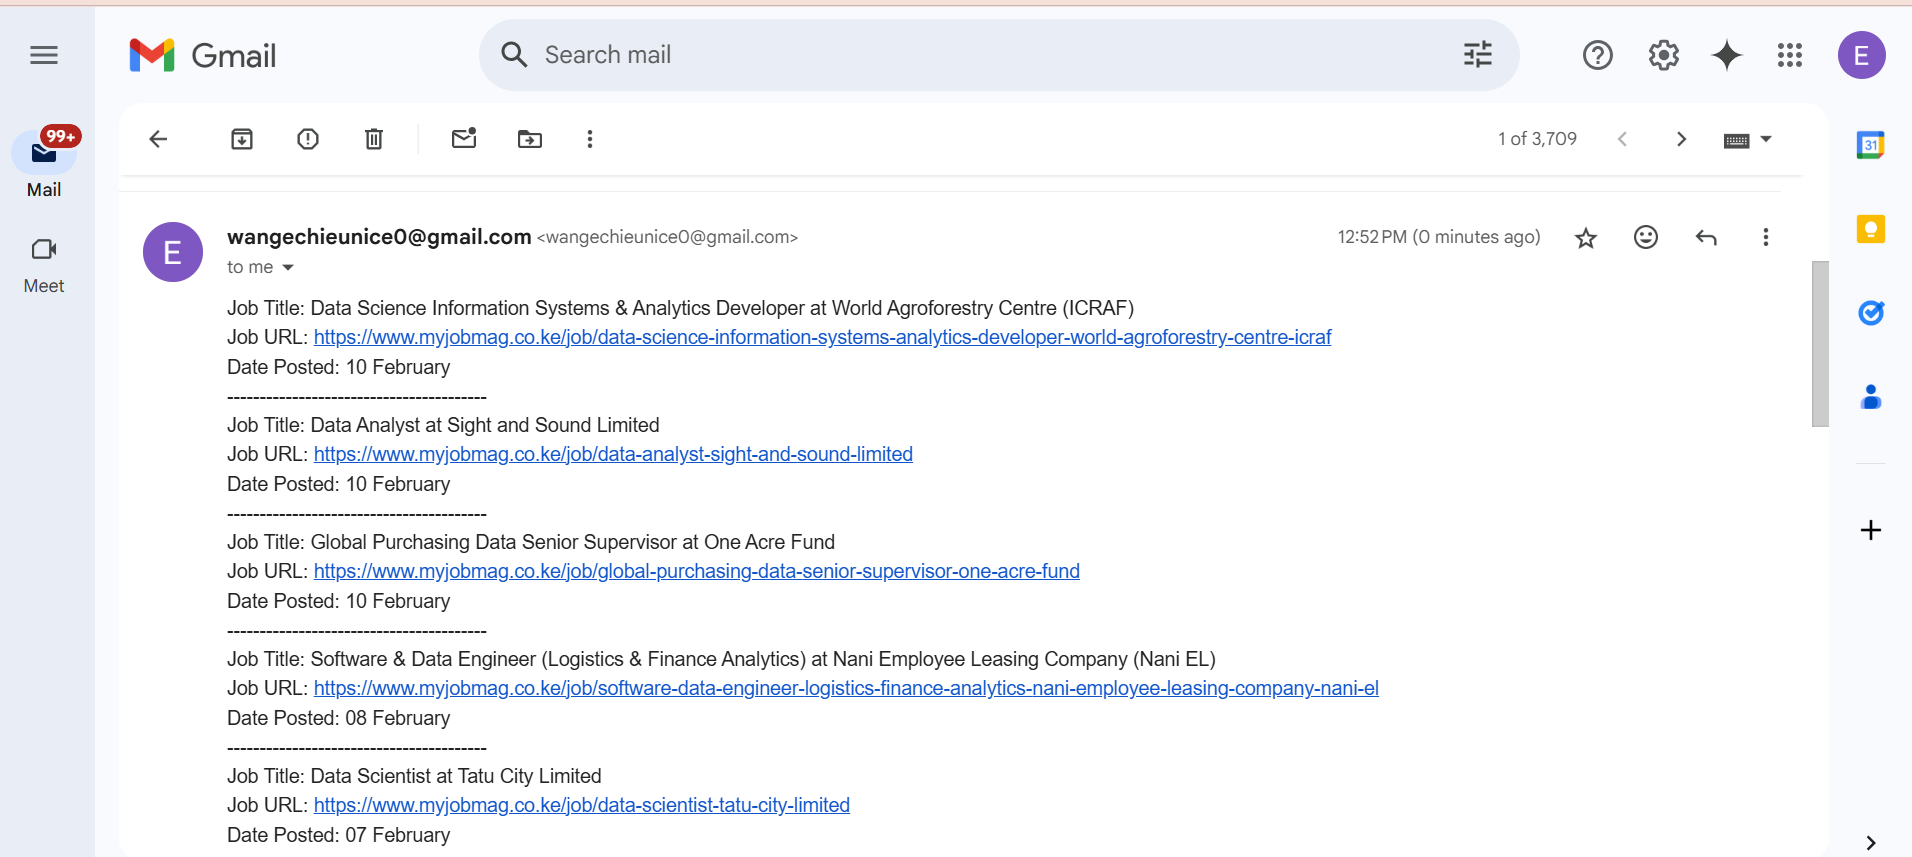 Gmail
Search mail
E
99+
Mail
Meet
1 of 3,709
31
E
wangechieunice0@gmail.com <wangechieunice0@gmail.com>
12:52 PM (0 minutes ago)
to me
Job Title: Data Science Information Systems & Analytics Developer at World Agroforestry Centre (ICRAF)
Job URL: https://www.myjobmag.co.ke/job/data-science-information-systems-analytics-developer-world-agroforestry-centre-icraf
Date Posted: 10 February
----------------------------------------
Job Title: Data Analyst at Sight and Sound Limited
Job URL: https://www.myjobmag.co.ke/job/data-analyst-sight-and-sound-limited
Date Posted: 10 February
----------------------------------------
Job Title: Global Purchasing Data Senior Supervisor at One Acre Fund
Job URL: https://www.myjobmag.co.ke/job/global-purchasing-data-senior-supervisor-one-acre-fund
Date Posted: 10 February
----------------------------------------
Job Title: Software & Data Engineer (Logistics & Finance Analytics) at Nani Employee Leasing Company (Nani EL)
Job URL: https://www.myjobmag.co.ke/job/software-data-engineer-logistics-finance-analytics-nani-employee-leasing-company-nani-el
Date Posted: 08 February
----------------------------------------
Job Title: Data Scientist at Tatu City Limited
Job URL: https://www.myjobmag.co.ke/job/data-scientist-tatu-city-limited
Date Posted: 07 February